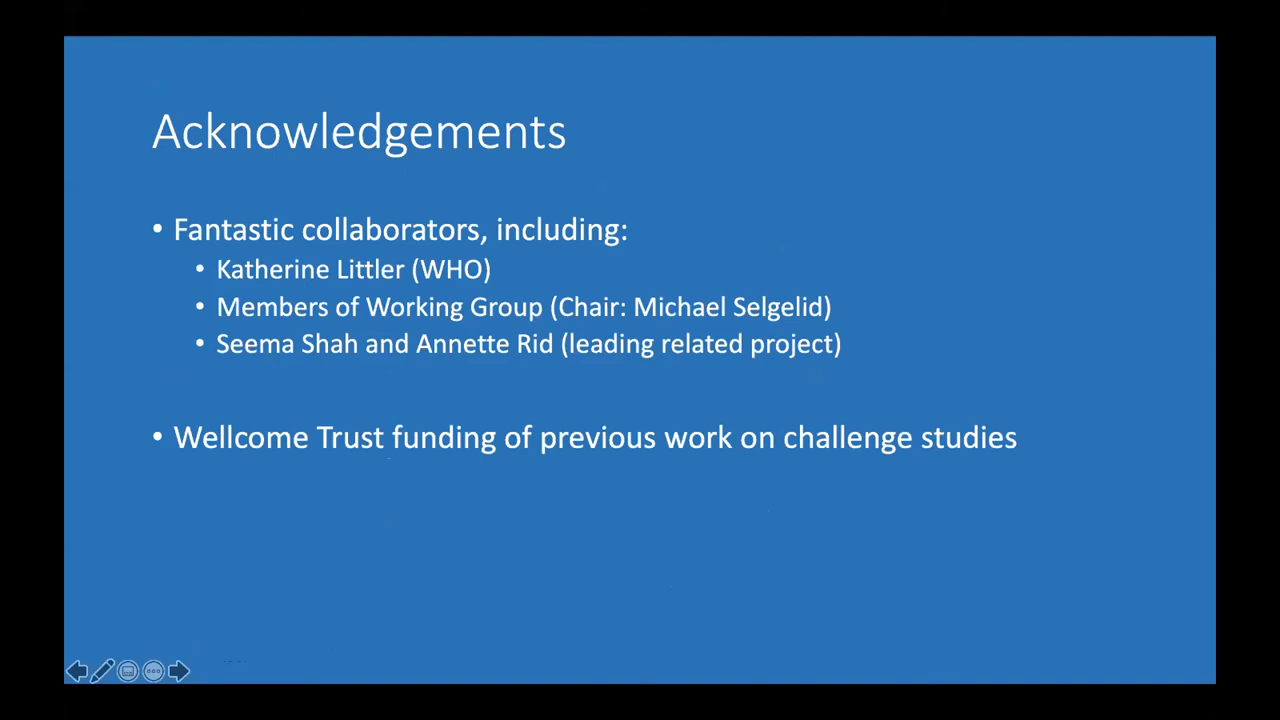 Acknowledgements
• Fantastic collaborators, including:
• Katherine Littler (WHO)
• Members of Working Group (Chair: Michael Selgelid)
• Seema Shah and Annette Rid (leading related project)
• Wellcome Trust funding of previous work on challenge studies